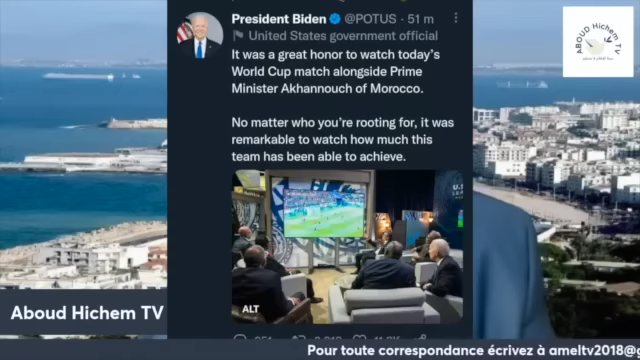 President Biden @POTUS · 51 m
United States government official
It was a great honor to watch today's
World Cup match alongside Prime
Minister Akhannouch of Morocco.
No matter who you're rooting for, it was
remarkable to watch how much this
team has been able to achieve.
ALT
ABOUD Hichem TV
Aboud Hichem TV
Pour toute correspondance écrivez à ameltv2018@